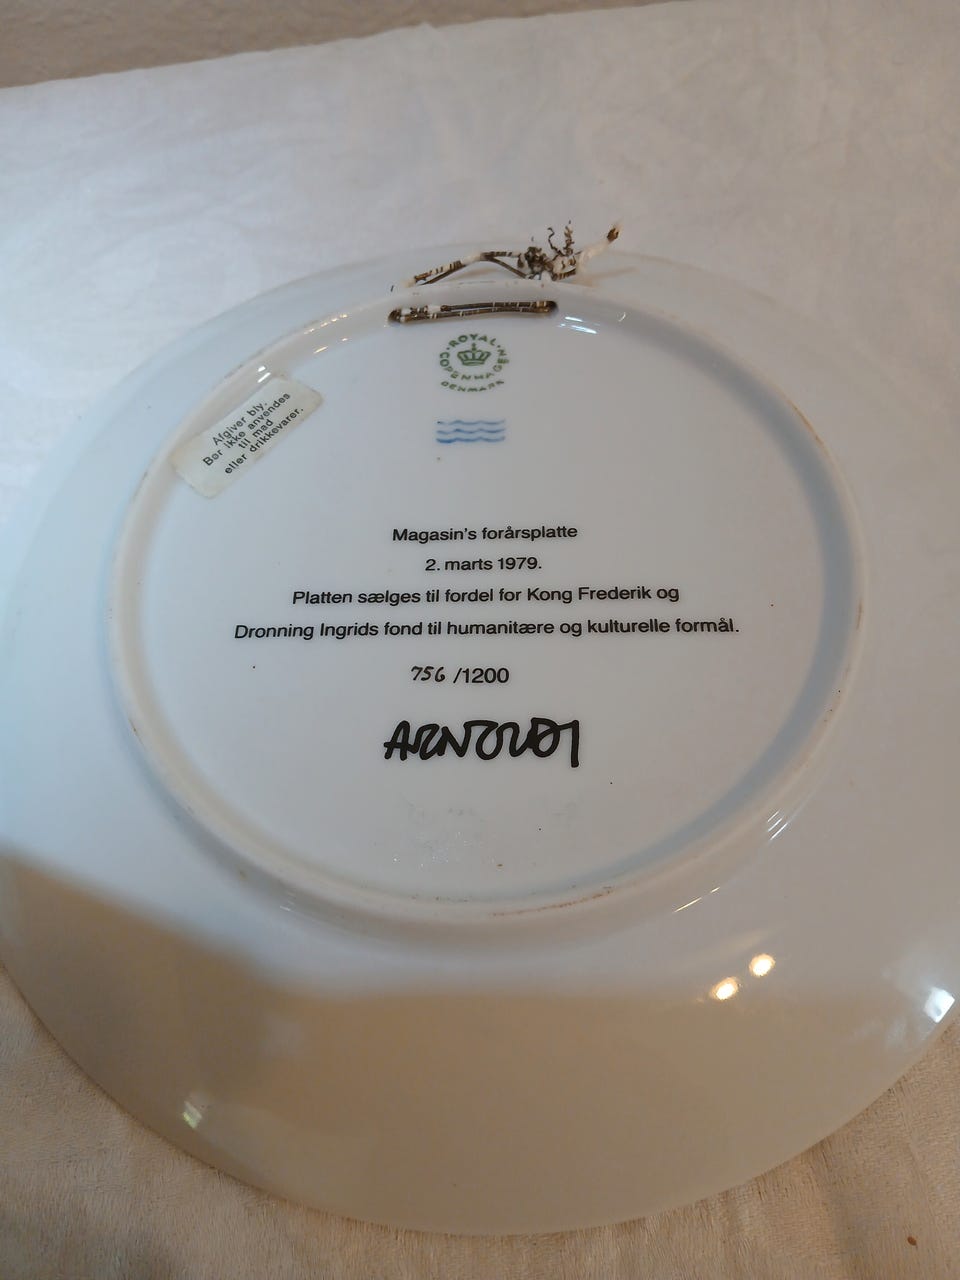 ROYAL
COPENHAGEN
DENMARK
Afgiver bly.
Bør ikke anvendes
til mad
eller drikkevarer.
Magasin's forårsplatte
2. marts 1979.
Platten sælges til fordel for Kong Frederik og
Dronning Ingrids fond til humanitære og kulturelle formål.
756 /1200
ARNOLDI